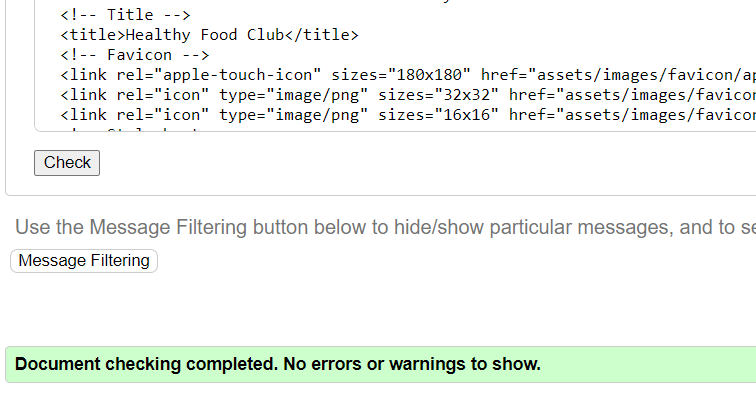 <!-- Title -->
<title>Healthy Food Club</title>
<!-- Favicon -->
<link rel="apple-touch-icon" sizes="180x180" href="assets/images/favicon/ap
<link rel="icon" type="image/png" sizes="32x32" href="assets/images/favicon
<link rel="icon" type="image/png" sizes="16x16" href="assets/images/favicon
Check
Use the Message Filtering button below to hide/show particular messages, and to se
Message Filtering
Document checking completed. No errors or warnings to show.